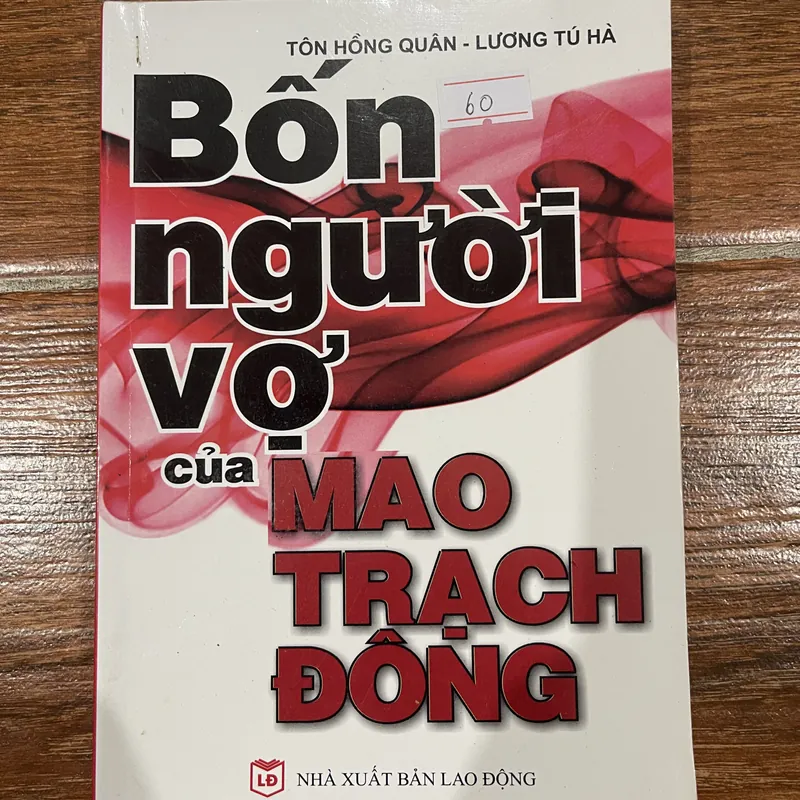 TÔN HỒNG QUÂN - LƯƠNG TÚ HÀ
60
Bốn
người
vợ
của
MAO
TRẠCH
ĐÔNG
LĐ
NHÀ XUẤT BẢN LAO ĐỘNG